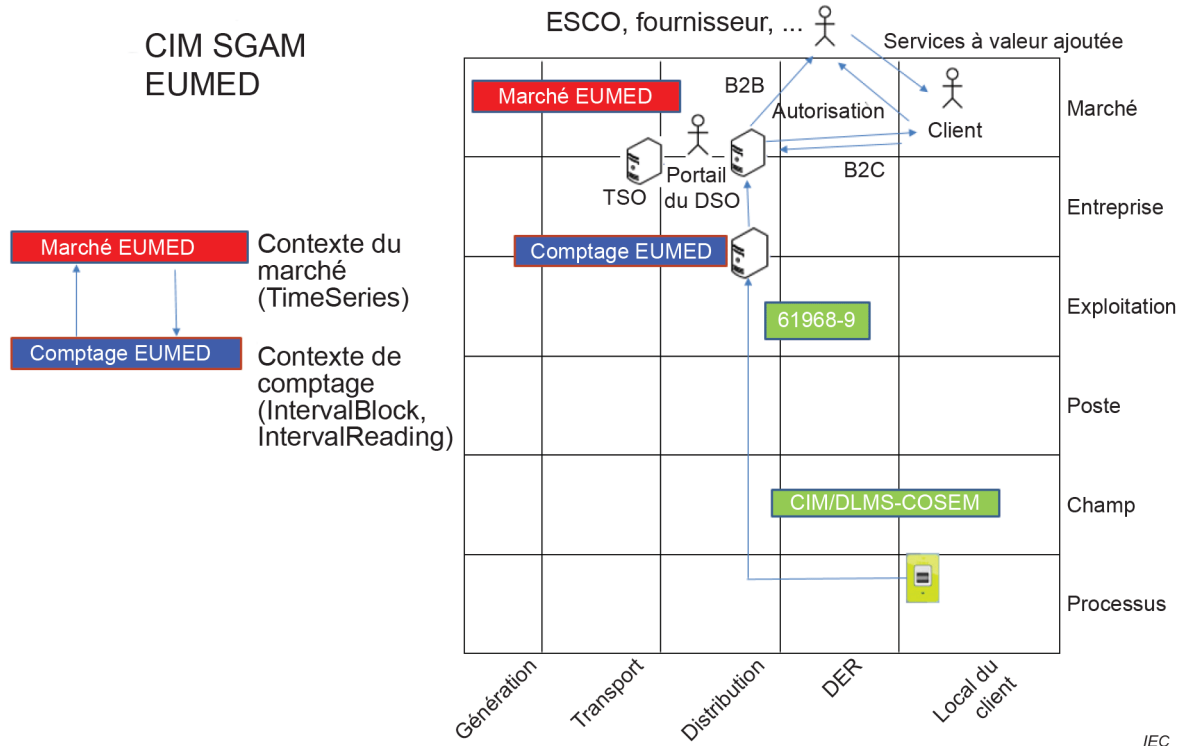 CIM SGAM
EUMED
ESCO, fournisseur, ...
Services à valeur ajoutée
Marché EUMED
B2B
Autorisation
Client
Marché
B2C
TSO
Portail
du DSO
Entreprise
Comptage EUMED
Marché EUMED
Contexte du
marché
(TimeSeries)
Comptage EUMED
Contexte de
comptage
(IntervalBlock,
IntervalReading)
61968-9
Exploitation
Poste
CIM/DLMS-COSEM
Champ
Processus
Génération
Transport
Distribution
DER
Local du
client
IEC